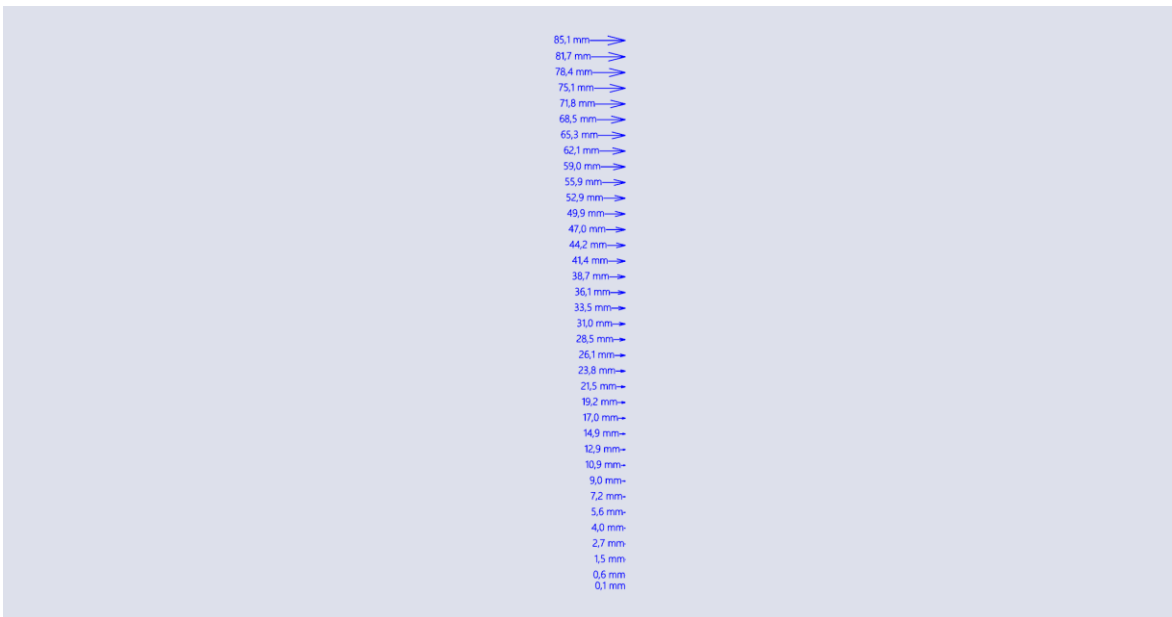 85,1 mm
81,7 mm
78,4 mm
75,1 mm
71,8 mm
68,5 mm
65,3 mm
62,1 mm
59,0 mm
55,9 mm
52,9 mm
49,9 mm
47,0 mm
44,2 mm
41,4 mm
38,7 mm
36,1 mm
33,5 mm
31,0 mm
28,5 mm
26,1 mm
23,8 mm
21,5 mm
19,2 mm
17,0 mm
14,9 mm
12,9 mm
10,9 mm
9,0 mm
7,2 mm
5,6 mm
4,0 mm
2,7 mm
1,5 mm
0,6 mm
0,1 mm